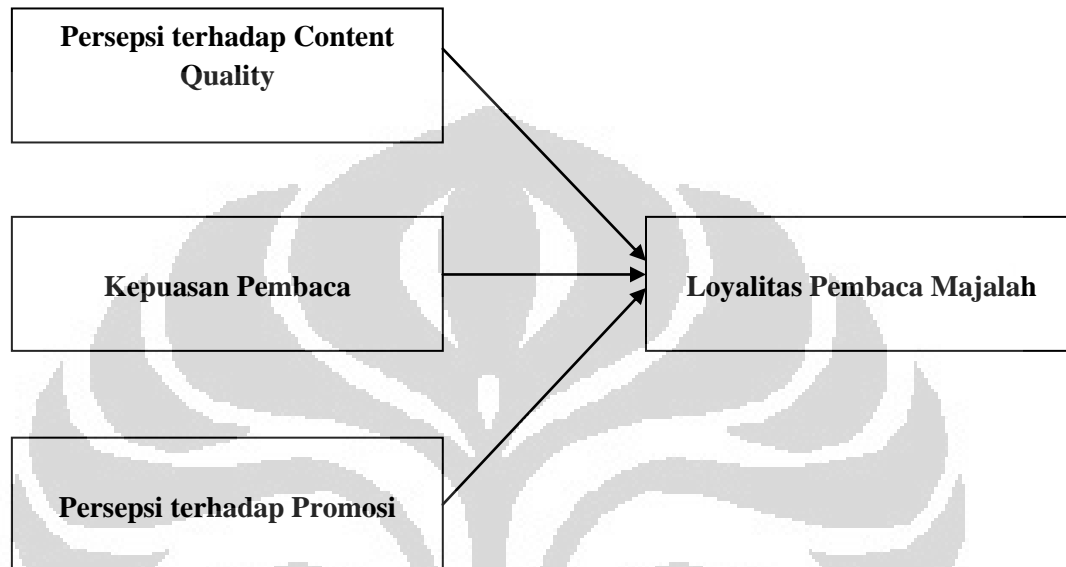 Persepsi terhadap Content
Quality
Kepuasan Pembaca
Loyalitas Pembaca Majalah
Persepsi terhadap Promosi